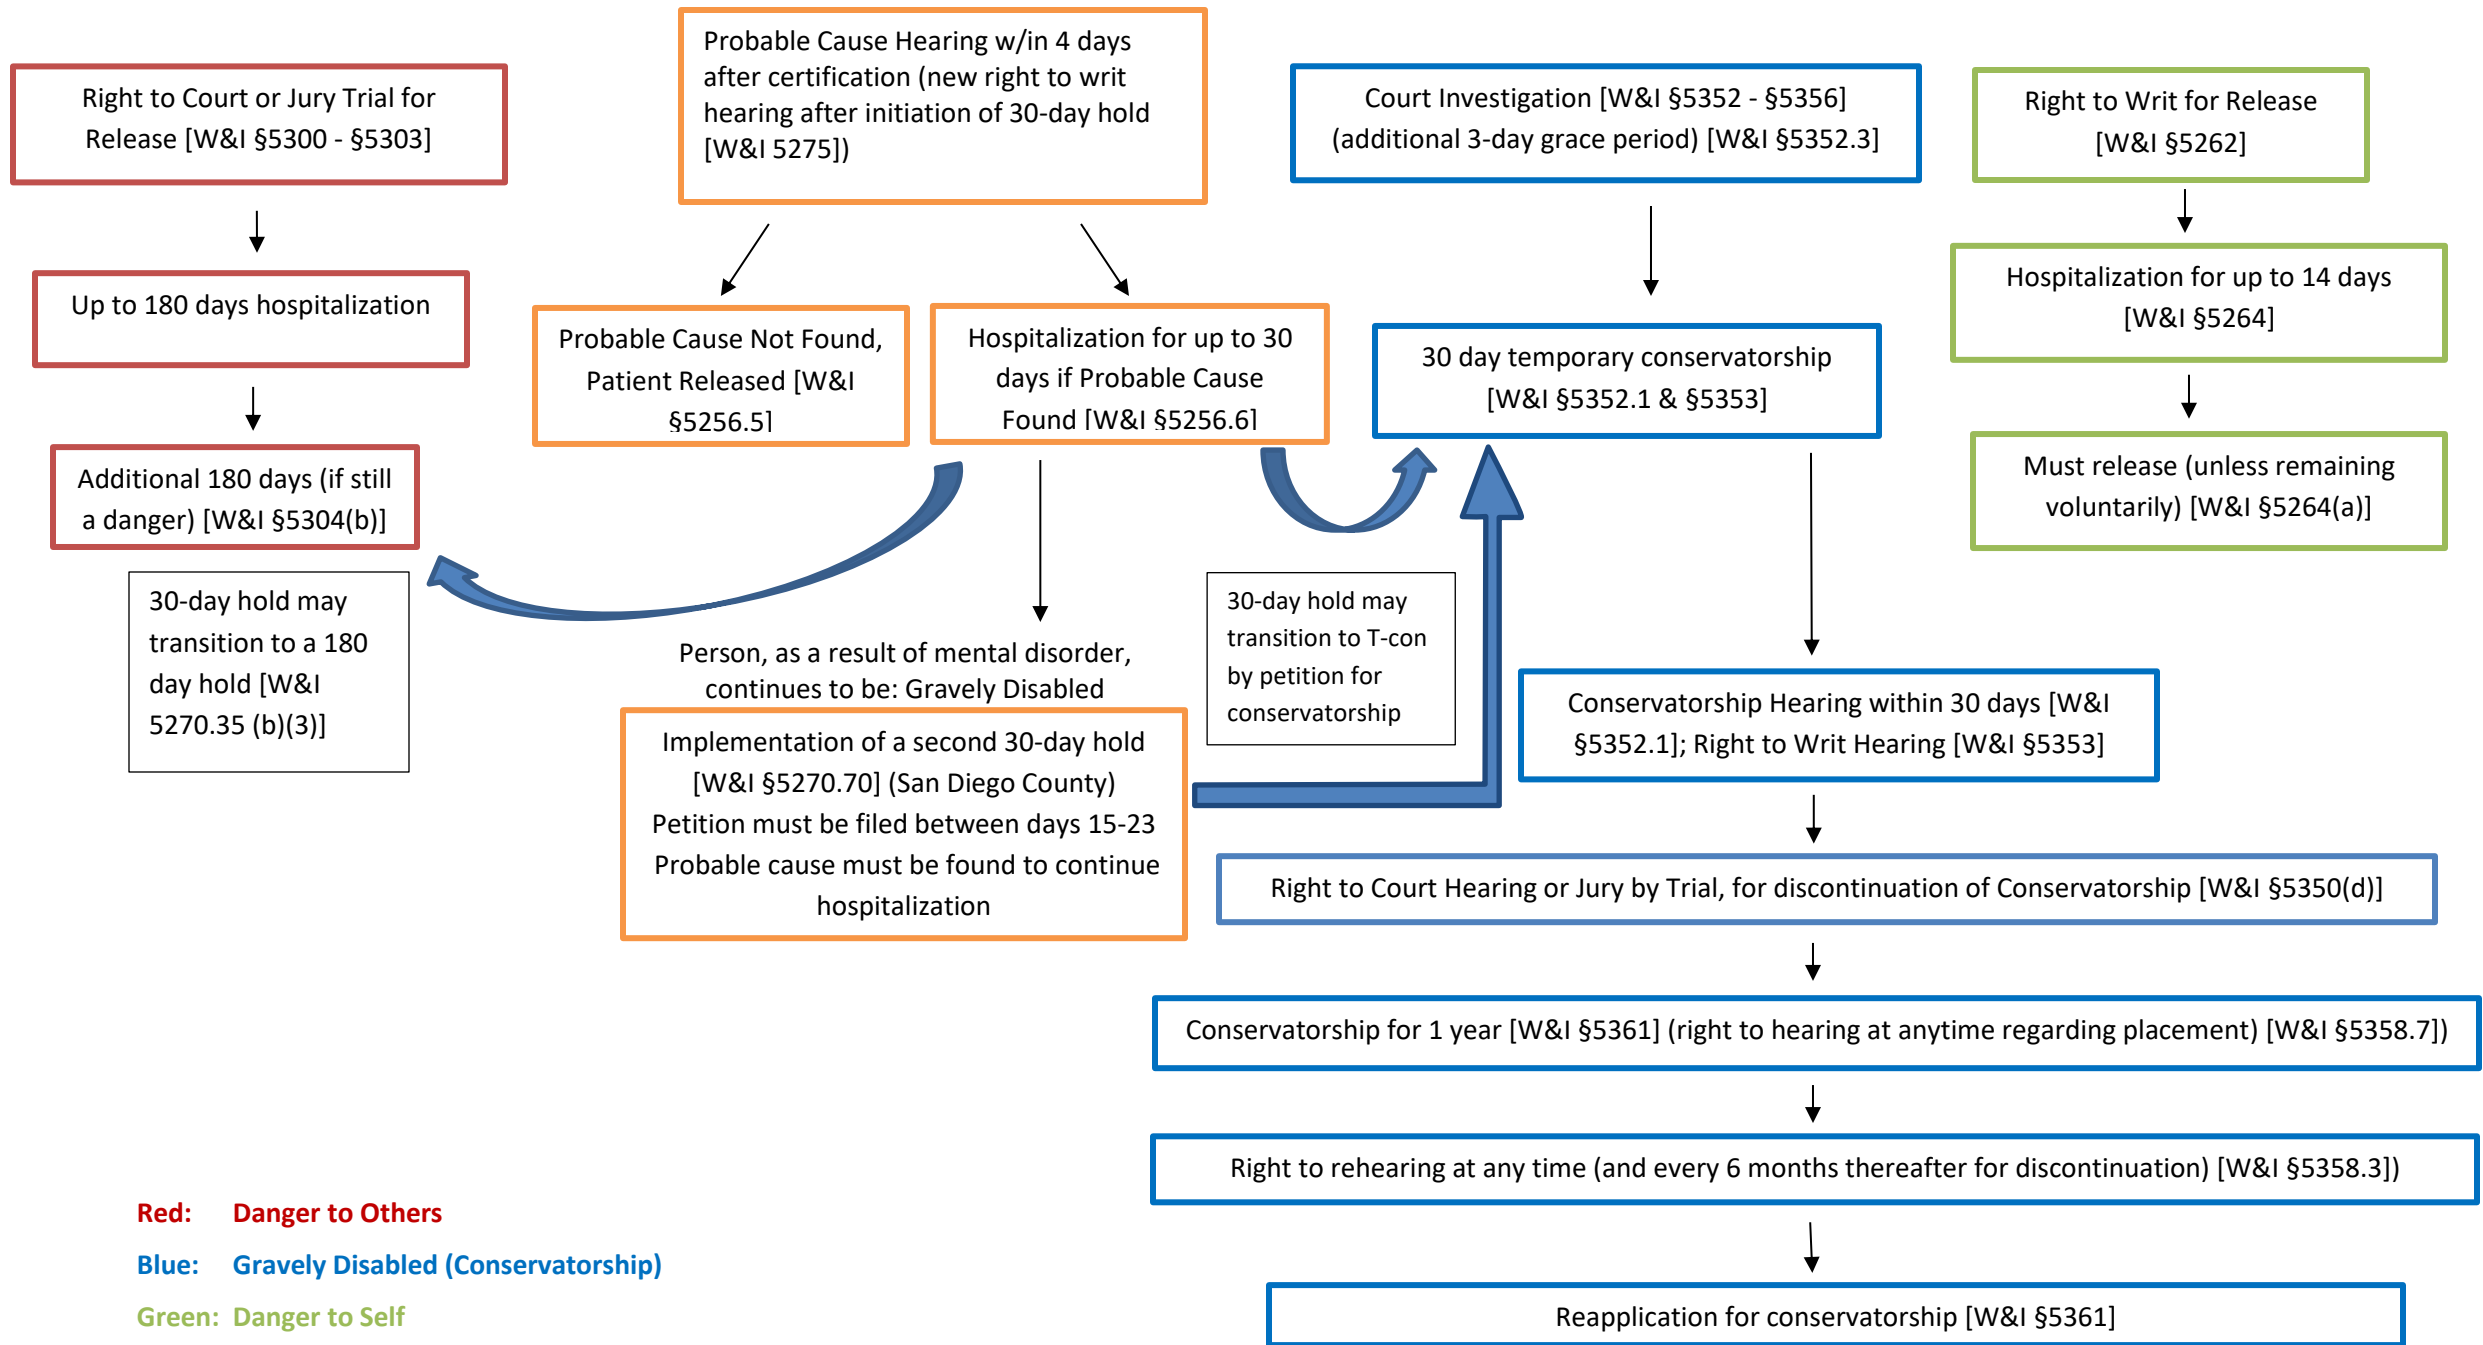 Right to Court or Jury Trial for
Release [W&I §5300 - §5303]
Up to 180 days hospitalization
Additional 180 days (if still
a danger) [W&I §5304(b)]
30-day hold may
transition to a 180
day hold [W&I
5270.35 (b)(3)]
Probable Cause Hearing w/in 4 days
after certification (new right to writ
hearing after initiation of 30-day hold
[W&I 5275])
Probable Cause Not Found,
Patient Released [W&I
§5256.5]
Hospitalization for up to 30
days if Probable Cause
Found [W&I §5256.6]
Person, as a result of mental disorder,
continues to be: Gravely Disabled
Implementation of a second 30-day hold
[W&I §5270.70] (San Diego County)
Petition must be filed between days 15-23
Probable cause must be found to continue
hospitalization
30-day hold may
transition to T-con
by petition for
conservatorship
Court Investigation [W&I §5352 - §5356]
(additional 3-day grace period) [W&I §5352.3]
30 day temporary conservatorship
[W&I §5352.1 & §5353]
Conservatorship Hearing within 30 days [W&I
§5352.1]; Right to Writ Hearing [W&I §5353]
Right to Court Hearing or Jury by Trial, for discontinuation of Conservatorship [W&I §5350(d)]
Conservatorship for 1 year [W&I §5361] (right to hearing at anytime regarding placement) [W&I §5358.7])
Right to rehearing at any time (and every 6 months thereafter for discontinuation) [W&I §5358.3])
Reapplication for conservatorship [W&I §5361]
Right to Writ for Release
[W&I §5262]
Hospitalization for up to 14 days
[W&I §5264]
Must release (unless remaining
voluntarily) [W&I §5264(a)]
Red: Danger to Others
Blue: Gravely Disabled (Conservatorship)
Green: Danger to Self